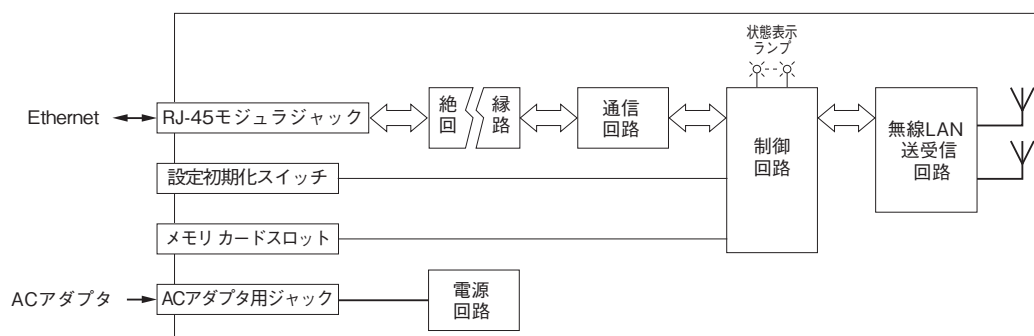 状態表示
ランプ
Ethernet
RJ-45モジュラジャック
絶縁
回路
通信
回路
制御
回路
無線LAN
送受信
回路
設定初期化スイッチ
メモリカードスロット
ACアダプタ
ACアダプタ用ジャック
電源
回路